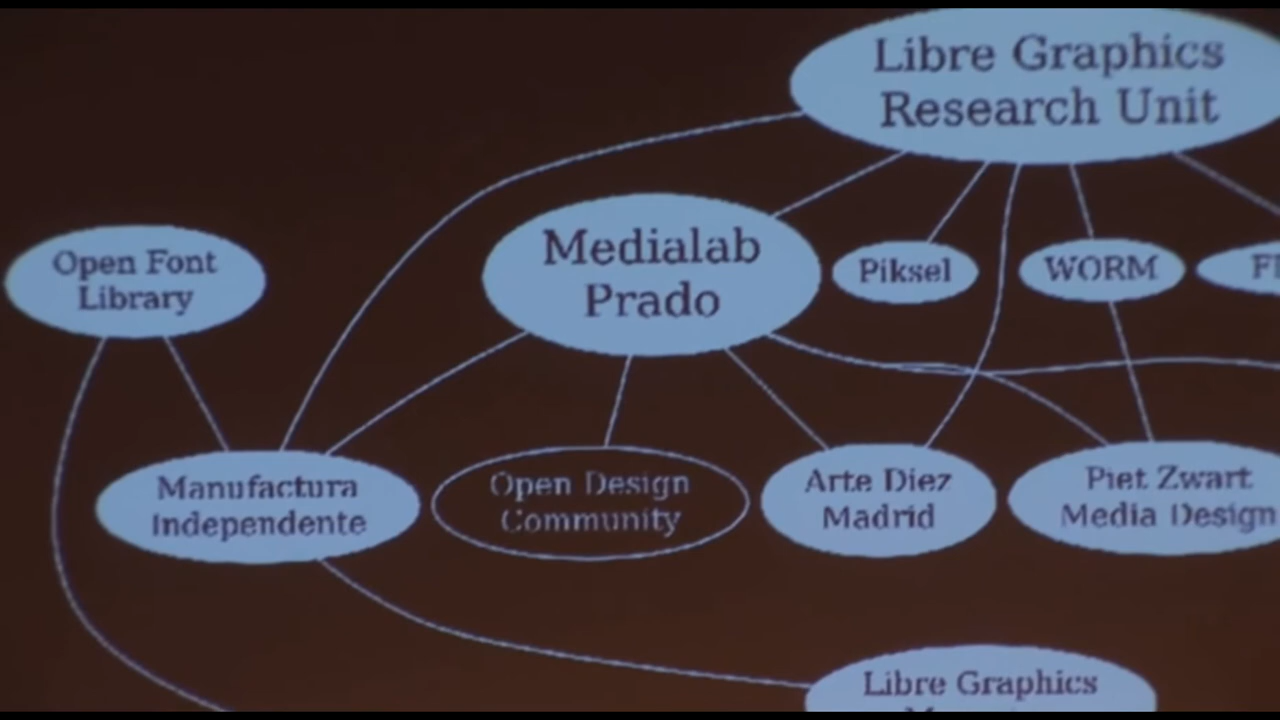 Libre Graphics
Research Unit
Medialab
Prado
Open Font
Library
Piksel
WORM
Manufactura
Independente
Open Design
Community
Arte Diez
Madrid
Piet Zwart
Media Design
Libre Graphics